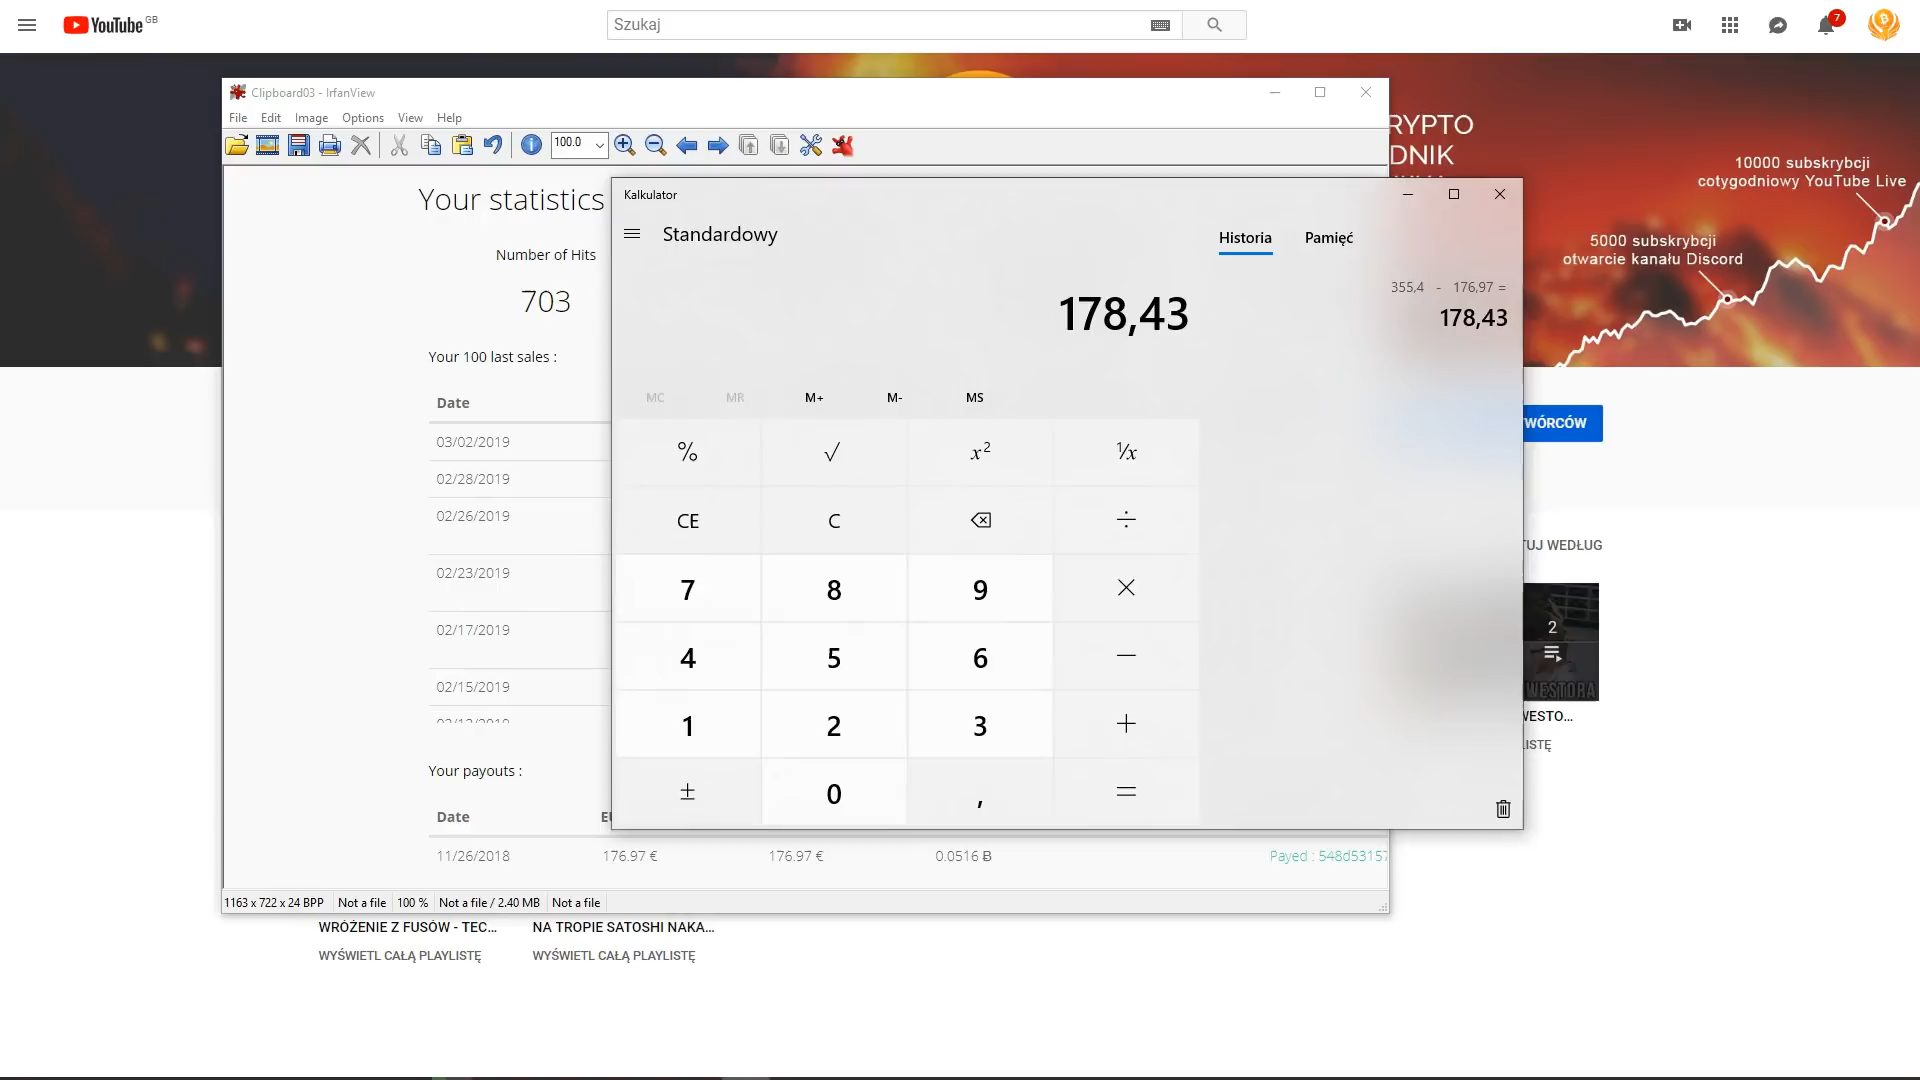 YouTube GB
Szukaj
7
Clipboard03 - IrfanView
File Edit Image Options View Help
100.0
RYPTO
DNIK
10000 subskrybcji
cotygodniowy YouTube Live
5000 subskrybcji
otwarcie kanału Discord
Your statistics
Number of Hits
703
Your 100 last sales :
Date
03/02/2019
02/28/2019
02/26/2019
02/23/2019
02/17/2019
02/15/2019
Your payouts :
Date
11/26/2018 176.97 € 176.97 € 0.0516 Ƀ Payed : 548d53157
1163 x 722 x 24 BPP Not a file 100 % Not a file / 2.40 MB Not a file
Kalkulator
Standardowy
Historia Pamięć
355,4 - 176,97 =
178,43
178,43
MC MR M+ M- MS
% √ x² ¹/x
CE C ÷
7 8 9 ×
4 5 6 −
1 2 3 +
± 0 , =
WÓRCÓW
UJ WEDŁUG
2
WESTORA
WESTO...
ISTĘ
WRÓŻENIE Z FUSÓW - TEC...
WYŚWIETL CAŁĄ PLAYLISTĘ
NA TROPIE SATOSHI NAKA...
WYŚWIETL CAŁĄ PLAYLISTĘ